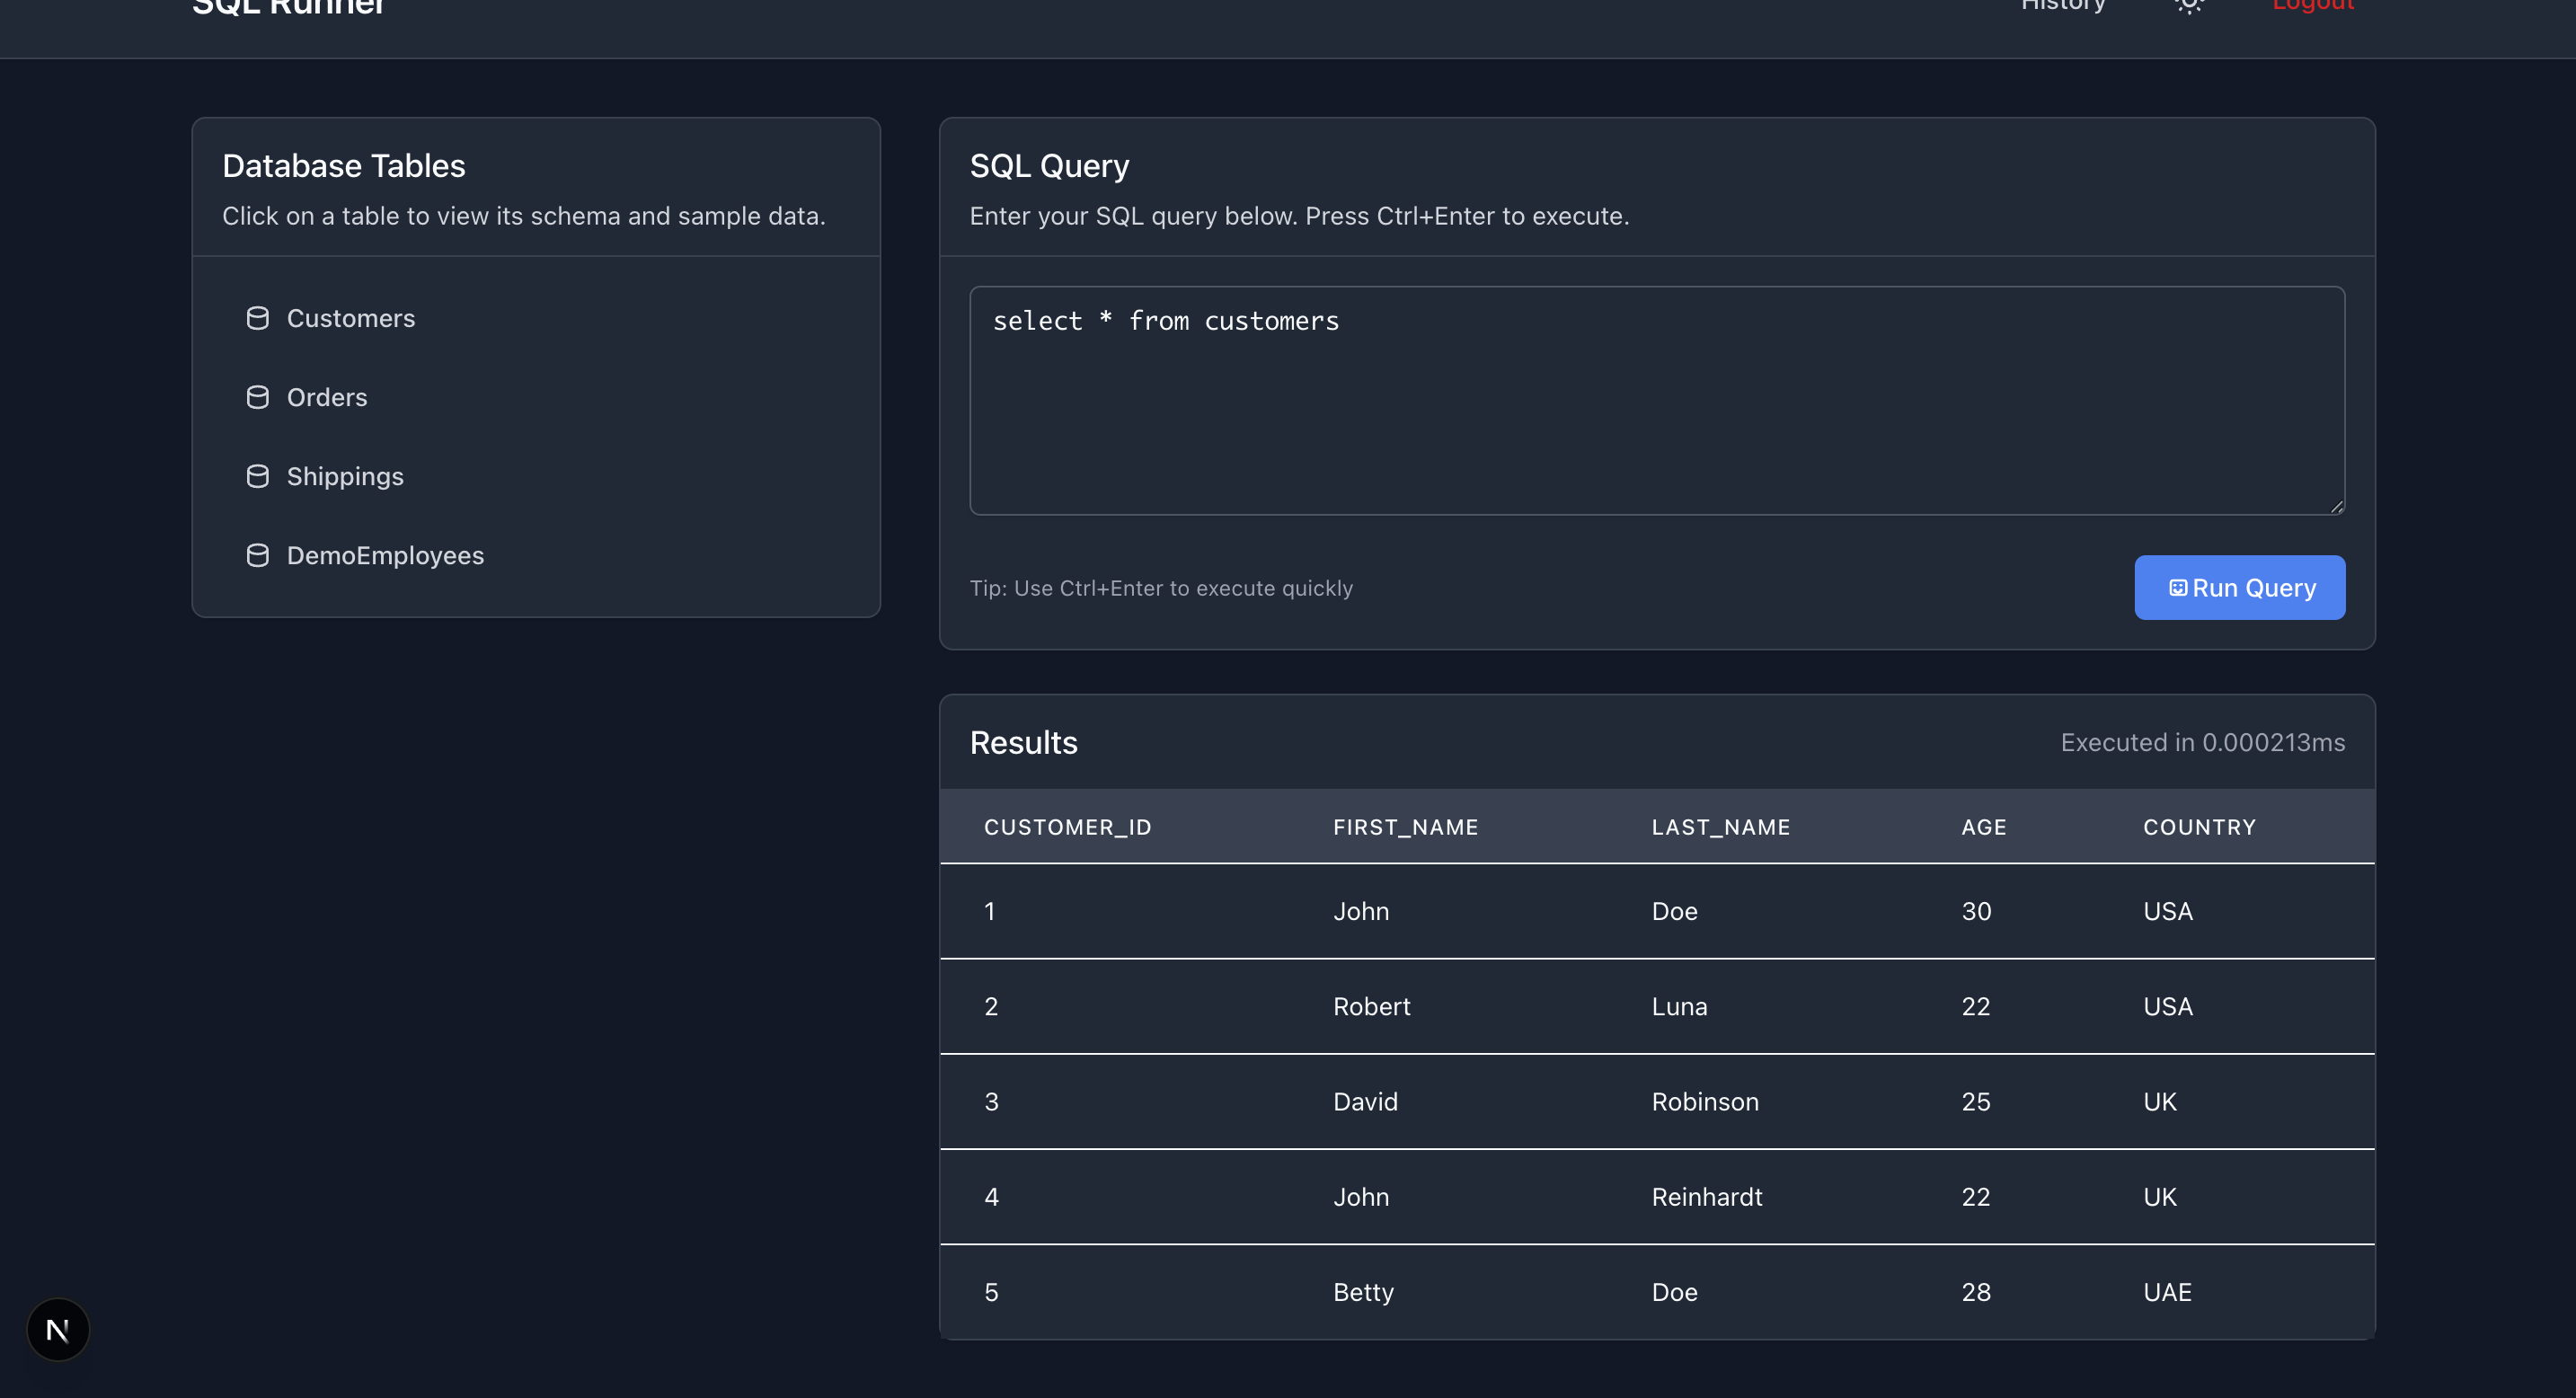 SQL Runner
History
Logout
Database Tables
Click on a table to view its schema and sample data.
Customers
Orders
Shippings
DemoEmployees
SQL Query
Enter your SQL query below. Press Ctrl+Enter to execute.
select * from customers
Tip: Use Ctrl+Enter to execute quickly
Run Query
Results
Executed in 0.000213ms
CUSTOMER_ID FIRST_NAME LAST_NAME AGE COUNTRY
1 John Doe 30 USA
2 Robert Luna 22 USA
3 David Robinson 25 UK
4 John Reinhardt 22 UK
5 Betty Doe 28 UAE
N